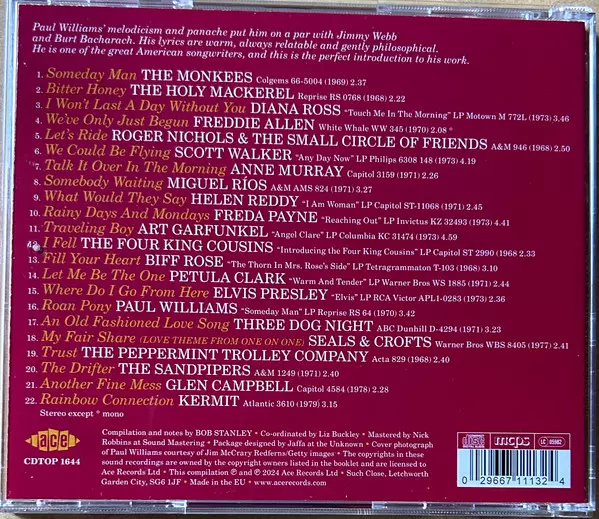 Paul Williams' melodicism and panache put him on a par with Jimmy Webb
and Burt Bacharach. His lyrics are warm, always relatable and gently philosophical.
He is one of the great American songwriters, and this is the perfect introduction to his work.
1. Someday Man THE MONKEES Colgems 66-5004 (1969) 2.37
2. Bitter Honey THE HOLY MACKEREL Reprise RS 0768 (1968) 2.22
3. I Won't Last A Day Without You DIANA ROSS "Touch Me In The Morning" LP Motown M 772L (1973) 3.46
4. We've Only Just Begun FREDDIE ALLEN White Whale WW 345 (1970) 2.08 *
5. Let's Ride ROGER NICHOLS & THE SMALL CIRCLE OF FRIENDS A&M 946 (1968) 2.50
6. We Could Be Flying SCOTT WALKER "Any Day Now" LP Philips 6308 148 (1973) 4.19
7. Talk It Over In The Morning ANNE MURRAY Capitol 3159 (1971) 2.26
8. Somebody Waiting MIGUEL RÍOS A&M AMS 824 (1971) 3.27
9. What Would They Say HELEN REDDY "I Am Woman" LP Capitol ST-11068 (1971) 2.45
10. Rainy Days And Mondays FREDA PAYNE "Reaching Out" LP Invictus KZ 32493 (1973) 4.41
11. Traveling Boy ART GARFUNKEL "Angel Clare" LP Columbia KC 31474 (1973) 4.59
12. I Fell THE FOUR KING COUSINS "Introducing the Four King Cousins" LP Capitol ST 2990 (1968 2.33
13. Fill Your Heart BIFF ROSE "The Thorn In Mrs. Rose's Side" LP Tetragrammaton T-103 (1968) 3.10
14. Let Me Be The One PETULA CLARK "Warm And Tender" LP Warner Bros WS 1885 (1971) 2.44
15. Where Do I Go From Here ELVIS PRESLEY "Elvis" LP RCA Victor APL1-0283 (1973) 2.36
16. Roan Pony PAUL WILLIAMS "Someday Man" LP Reprise RS 64 (1970) 3.42
17. An Old Fashioned Love Song THREE DOG NIGHT ABC Dunhill D-4294 (1971) 3.23
18. My Fair Share (LOVE THEME FROM ONE ON ONE) SEALS & CROFTS Warner Bros WBS 8405 (1977) 2.41
19. Trust THE PEPPERMINT TROLLEY COMPANY Acta 829 (1968) 2.40
20. The Drifter THE SANDPIPERS A&M 1249 (1971) 2.40
21. Another Fine Mess GLEN CAMPBELL Capitol 4584 (1978) 2.28
22. Rainbow Connection KERMIT Atlantic 3610 (1979) 3.15
Stereo except * mono
ace
CDTOP 1644
Compilation and notes by BOB STANLEY • Co-ordinated by Liz Buckley • Mastered by Nick
Robbins at Sound Mastering • Package designed by Jaffa at the Unknown • Cover photograph
of Paul Williams courtesy of Jim McCrary Redferns/Getty images • The copyrights in these
sound recordings are owned by the copyright owners listed in the booklet and are licensed to
Ace Records Ltd • This compilation ℗ and © 2024 Ace Records Ltd • Such Close, Letchworth
Garden City, SG6 1JF • Made in the EU • www.acerecords.com
COMPACT disc DIGITAL AUDIO
mcps
LC 05982
0 29667 11132 4